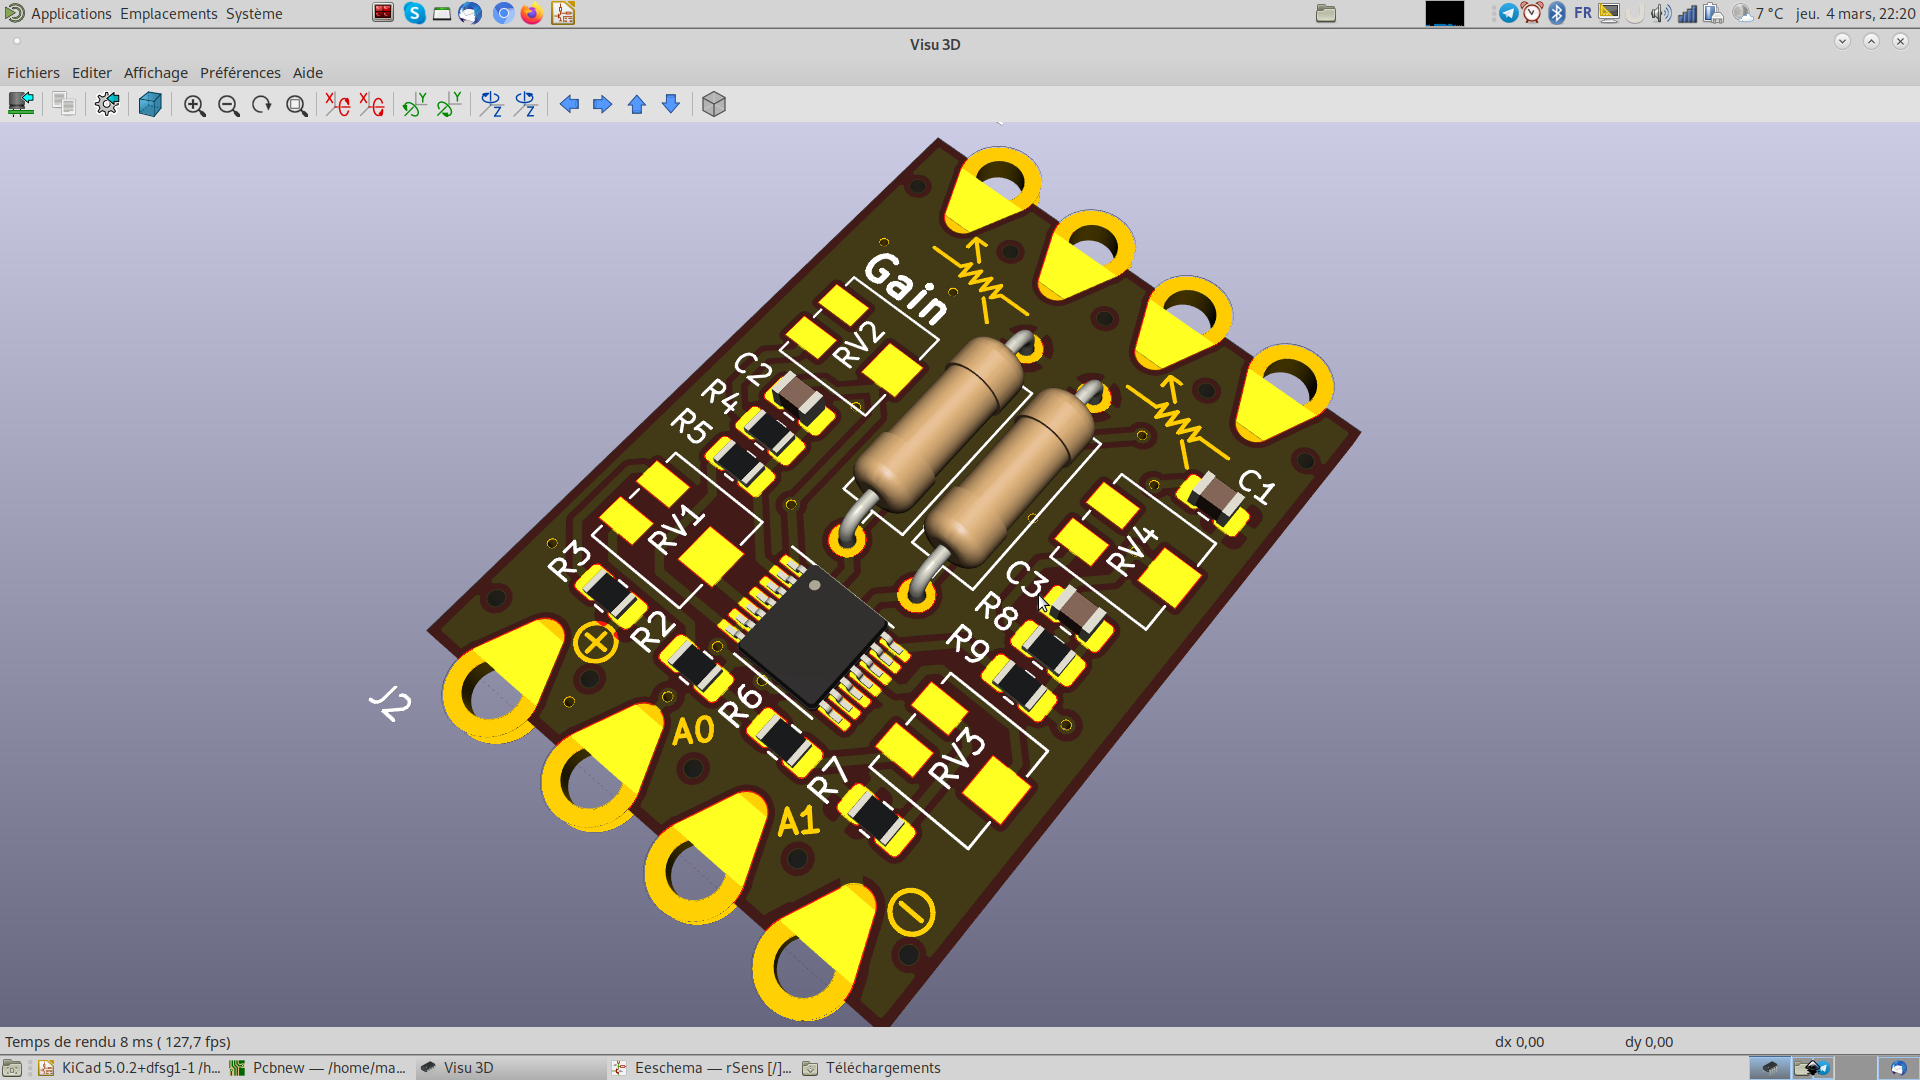 Applications Emplacements Système
FR
7 °C
jeu. 4 mars, 22:20
Visu 3D
Fichiers Editer Affichage Préférences Aide
Gain
RV2
C2
R4
R5
RV1
R3
R2
R6
R7
C1
RV4
C3
R8
R9
RV3
J2
A0
A1
Temps de rendu 8 ms ( 127,7 fps)
dx 0,00
dy 0,00
KiCad 5.0.2+dfsg1-1 /h...
Pcbnew — /home/ma...
Visu 3D
Eeschema — rSens [/]...
Téléchargements